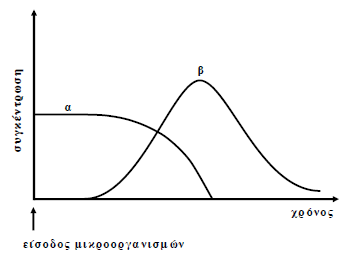 συγκέντρωση
α
β
χρόνος
είσοδος μικροοργανισμών